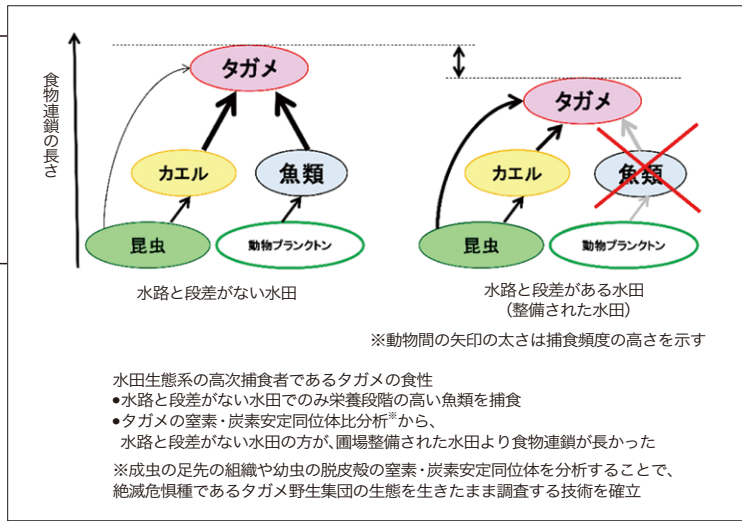 食物連鎖の長さ
タガメ
カエル
魚類
昆虫
動物プランクトン
水路と段差がない水田
タガメ
カエル
魚類
昆虫
動物プランクトン
水路と段差がある水田
（整備された水田）
※動物間の矢印の太さは捕食頻度の高さを示す
水田生態系の高次捕食者であるタガメの食性
●水路と段差がない水田でのみ栄養段階の高い魚類を捕食
●タガメの窒素・炭素安定同位体比分析※から、
水路と段差がない水田の方が、圃場整備された水田より食物連鎖が長かった
※成虫の足先の組織や幼虫の脱皮殻の窒素・炭素安定同位体を分析することで、
絶滅危惧種であるタガメ野生集団の生態を生きたまま調査する技術を確立